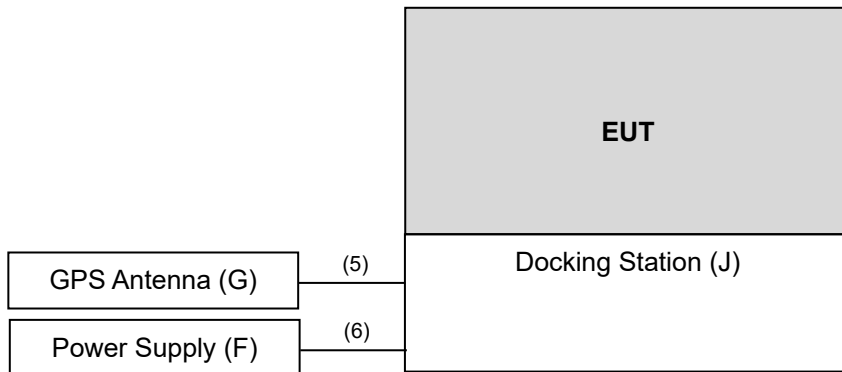 EUT
Docking Station (J)
GPS Antenna (G)
(5)
Power Supply (F)
(6)